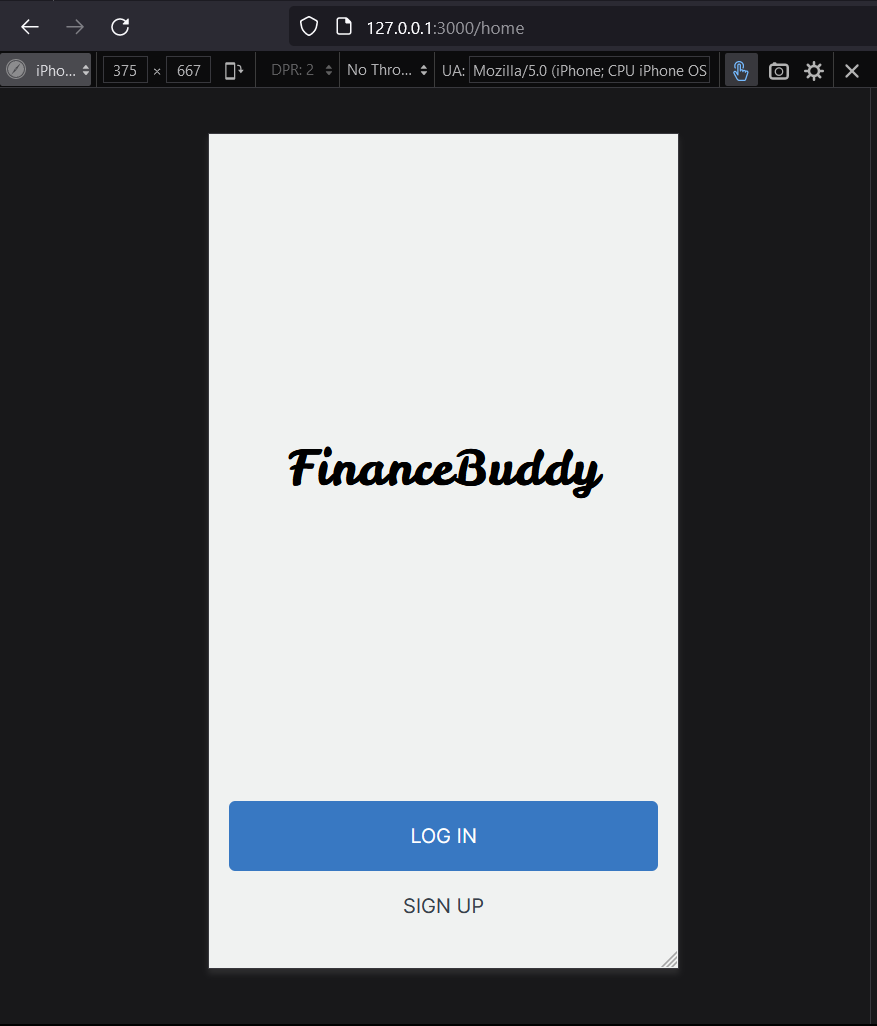 127.0.0.1:3000/home
iPho... 375 × 667 DPR: 2 No Thro... UA: Mozilla/5.0 (iPhone; CPU iPhone OS
FinanceBuddy
LOG IN
SIGN UP